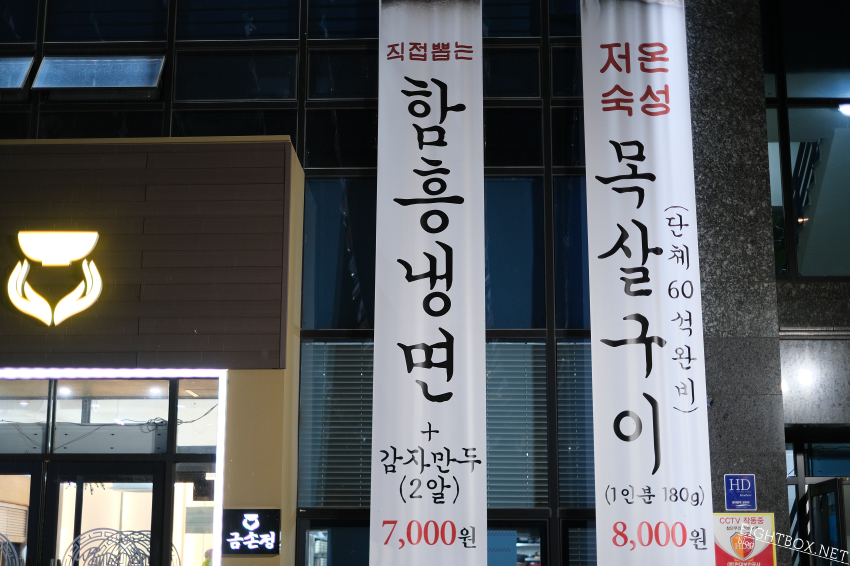 직접뽑는
함흥냉면
+
감자만두
(2알)
7,000원
저온
숙성
목살구이
(단체60석완비)
(1인분 180g)
8,000원
금손정
HD
CCTV 작동중
LIGHTBOX.NET